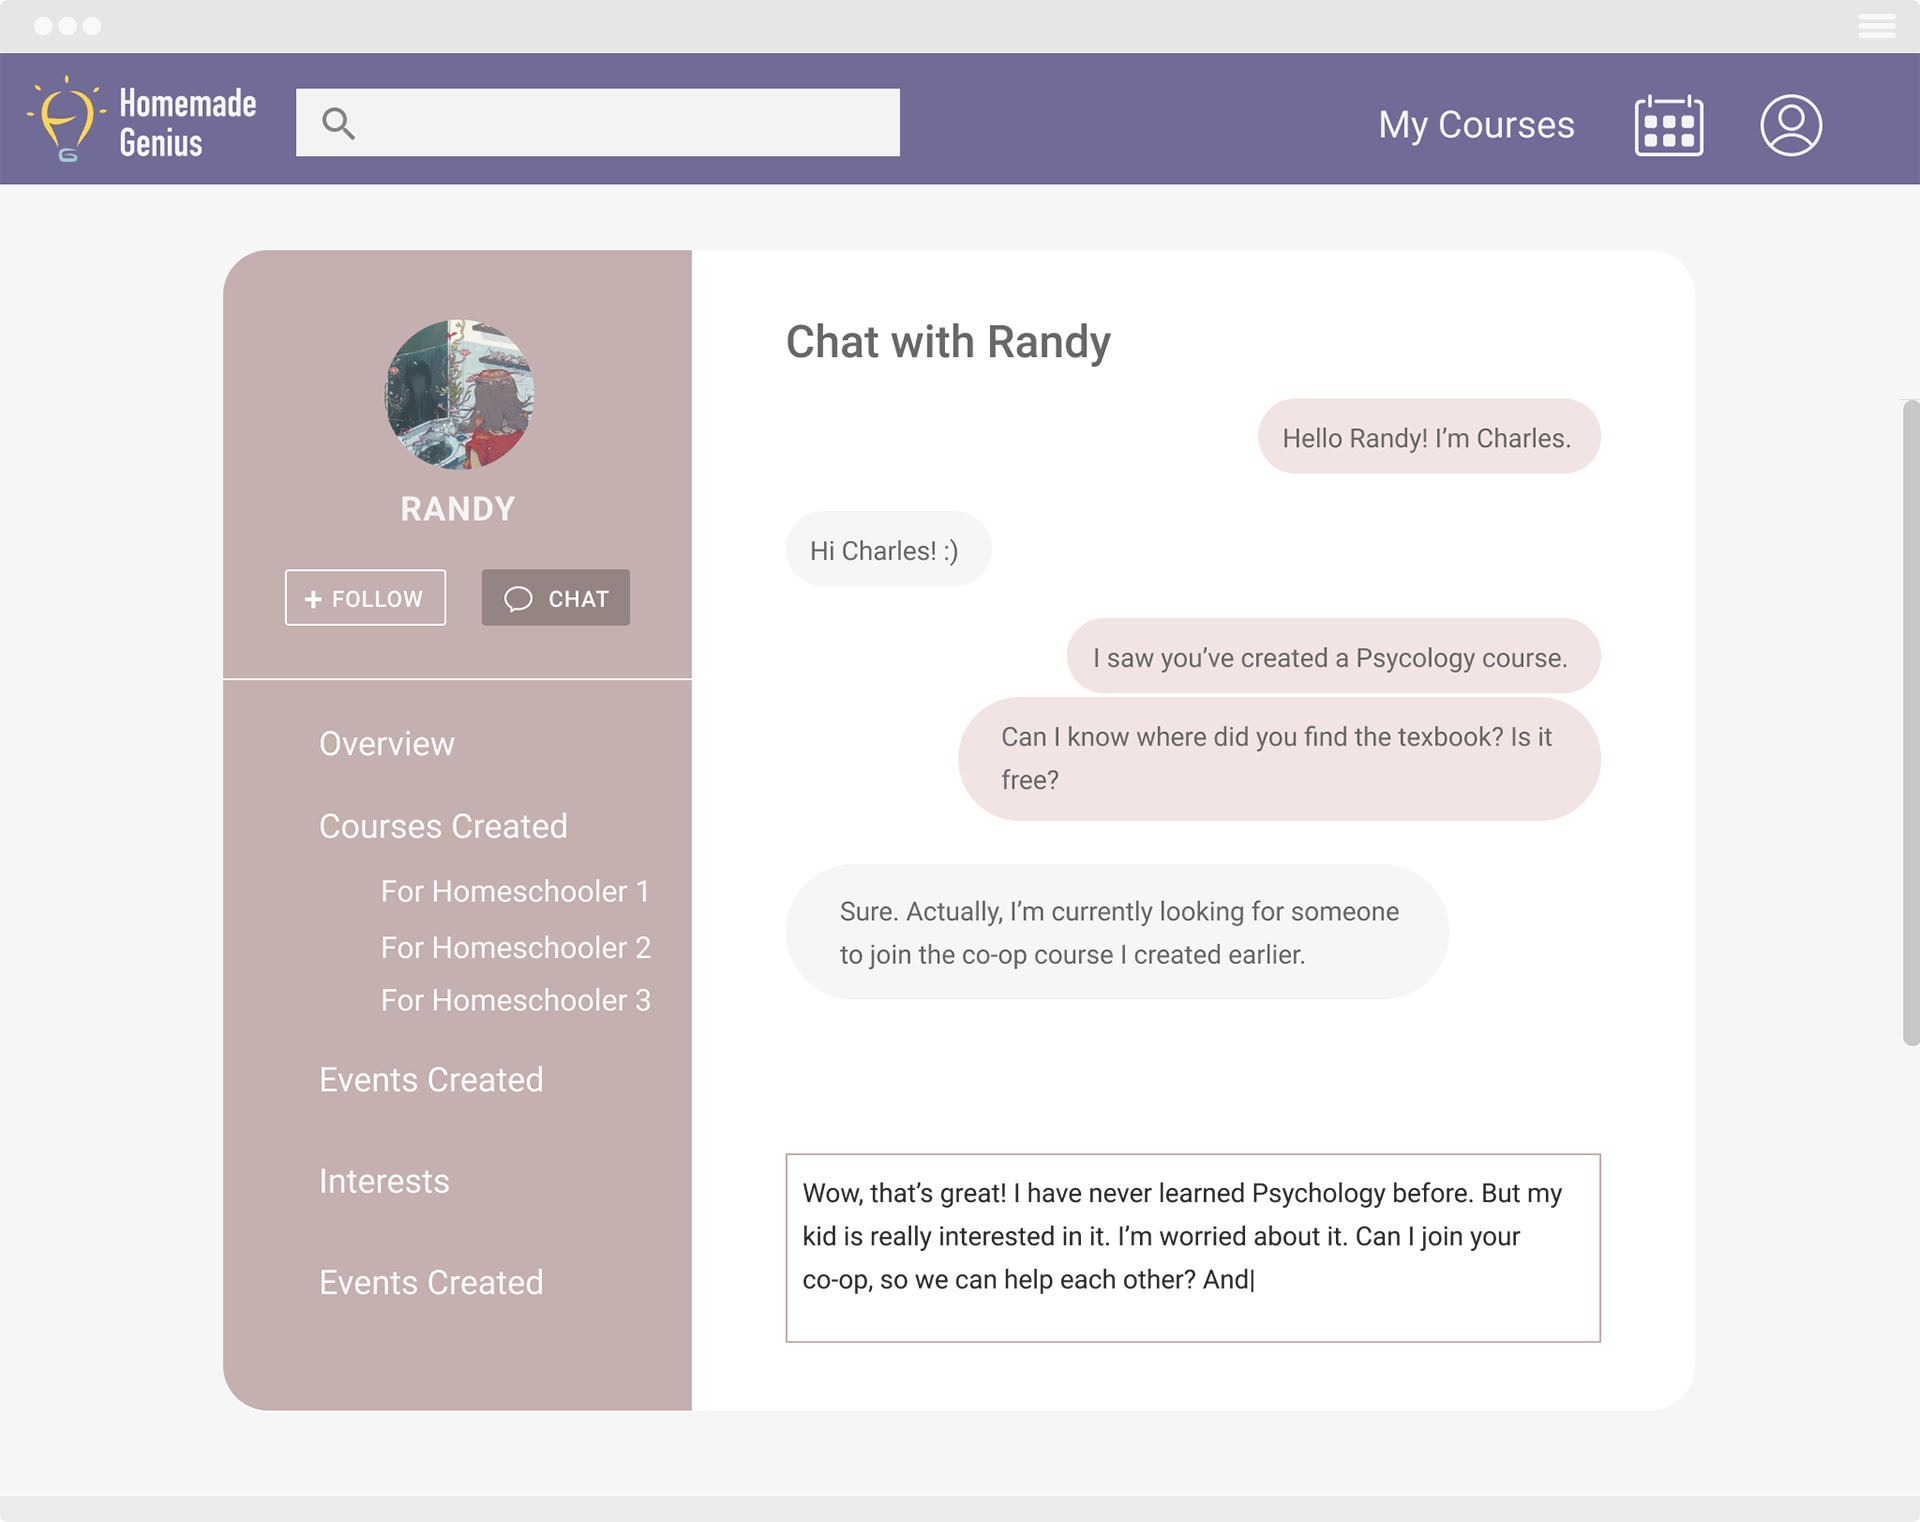 Homemade
Genius
My Courses
RANDY
+ FOLLOW
CHAT
Overview
Courses Created
For Homeschooler 1
For Homeschooler 2
For Homeschooler 3
Events Created
Interests
Events Created
Chat with Randy
Hello Randy! I’m Charles.
Hi Charles! :)
I saw you’ve created a Psycology course.
Can I know where did you find the texbook? Is it
free?
Sure. Actually, I’m currently looking for someone
to join the co-op course I created earlier.
Wow, that’s great! I have never learned Psychology before. But my
kid is really interested in it. I’m worried about it. Can I join your
co-op, so we can help each other? And